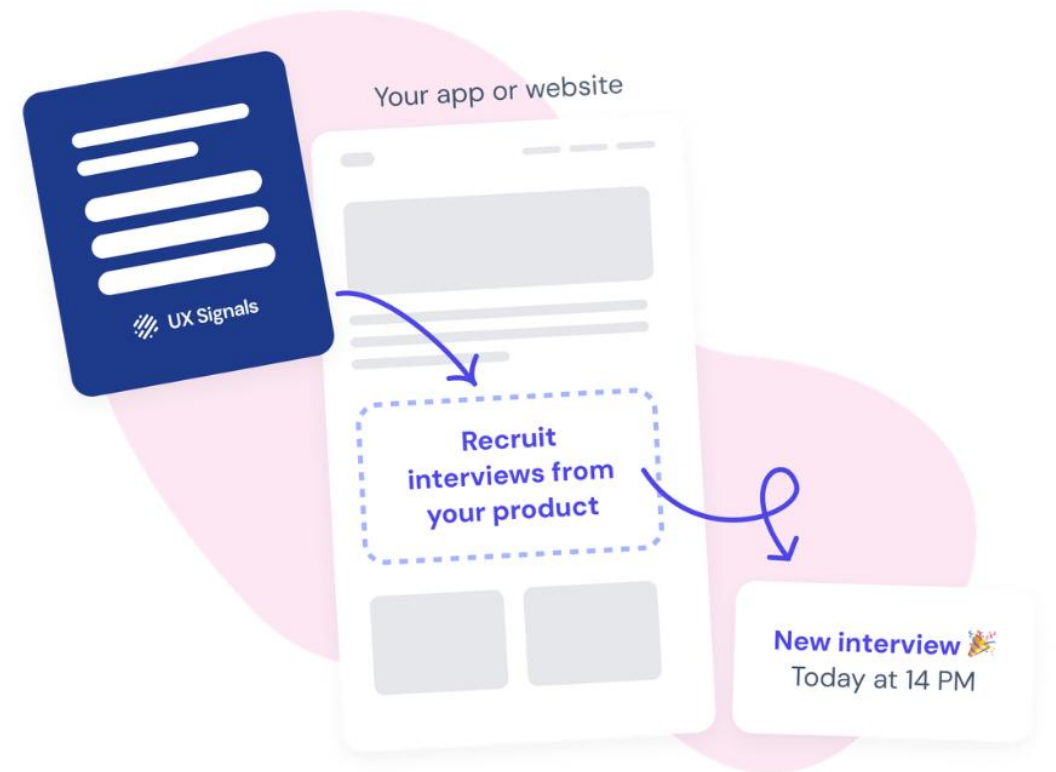 Your app or website
UX Signals
Recruit
interviews from
your product
New interview 🎉
Today at 14 PM